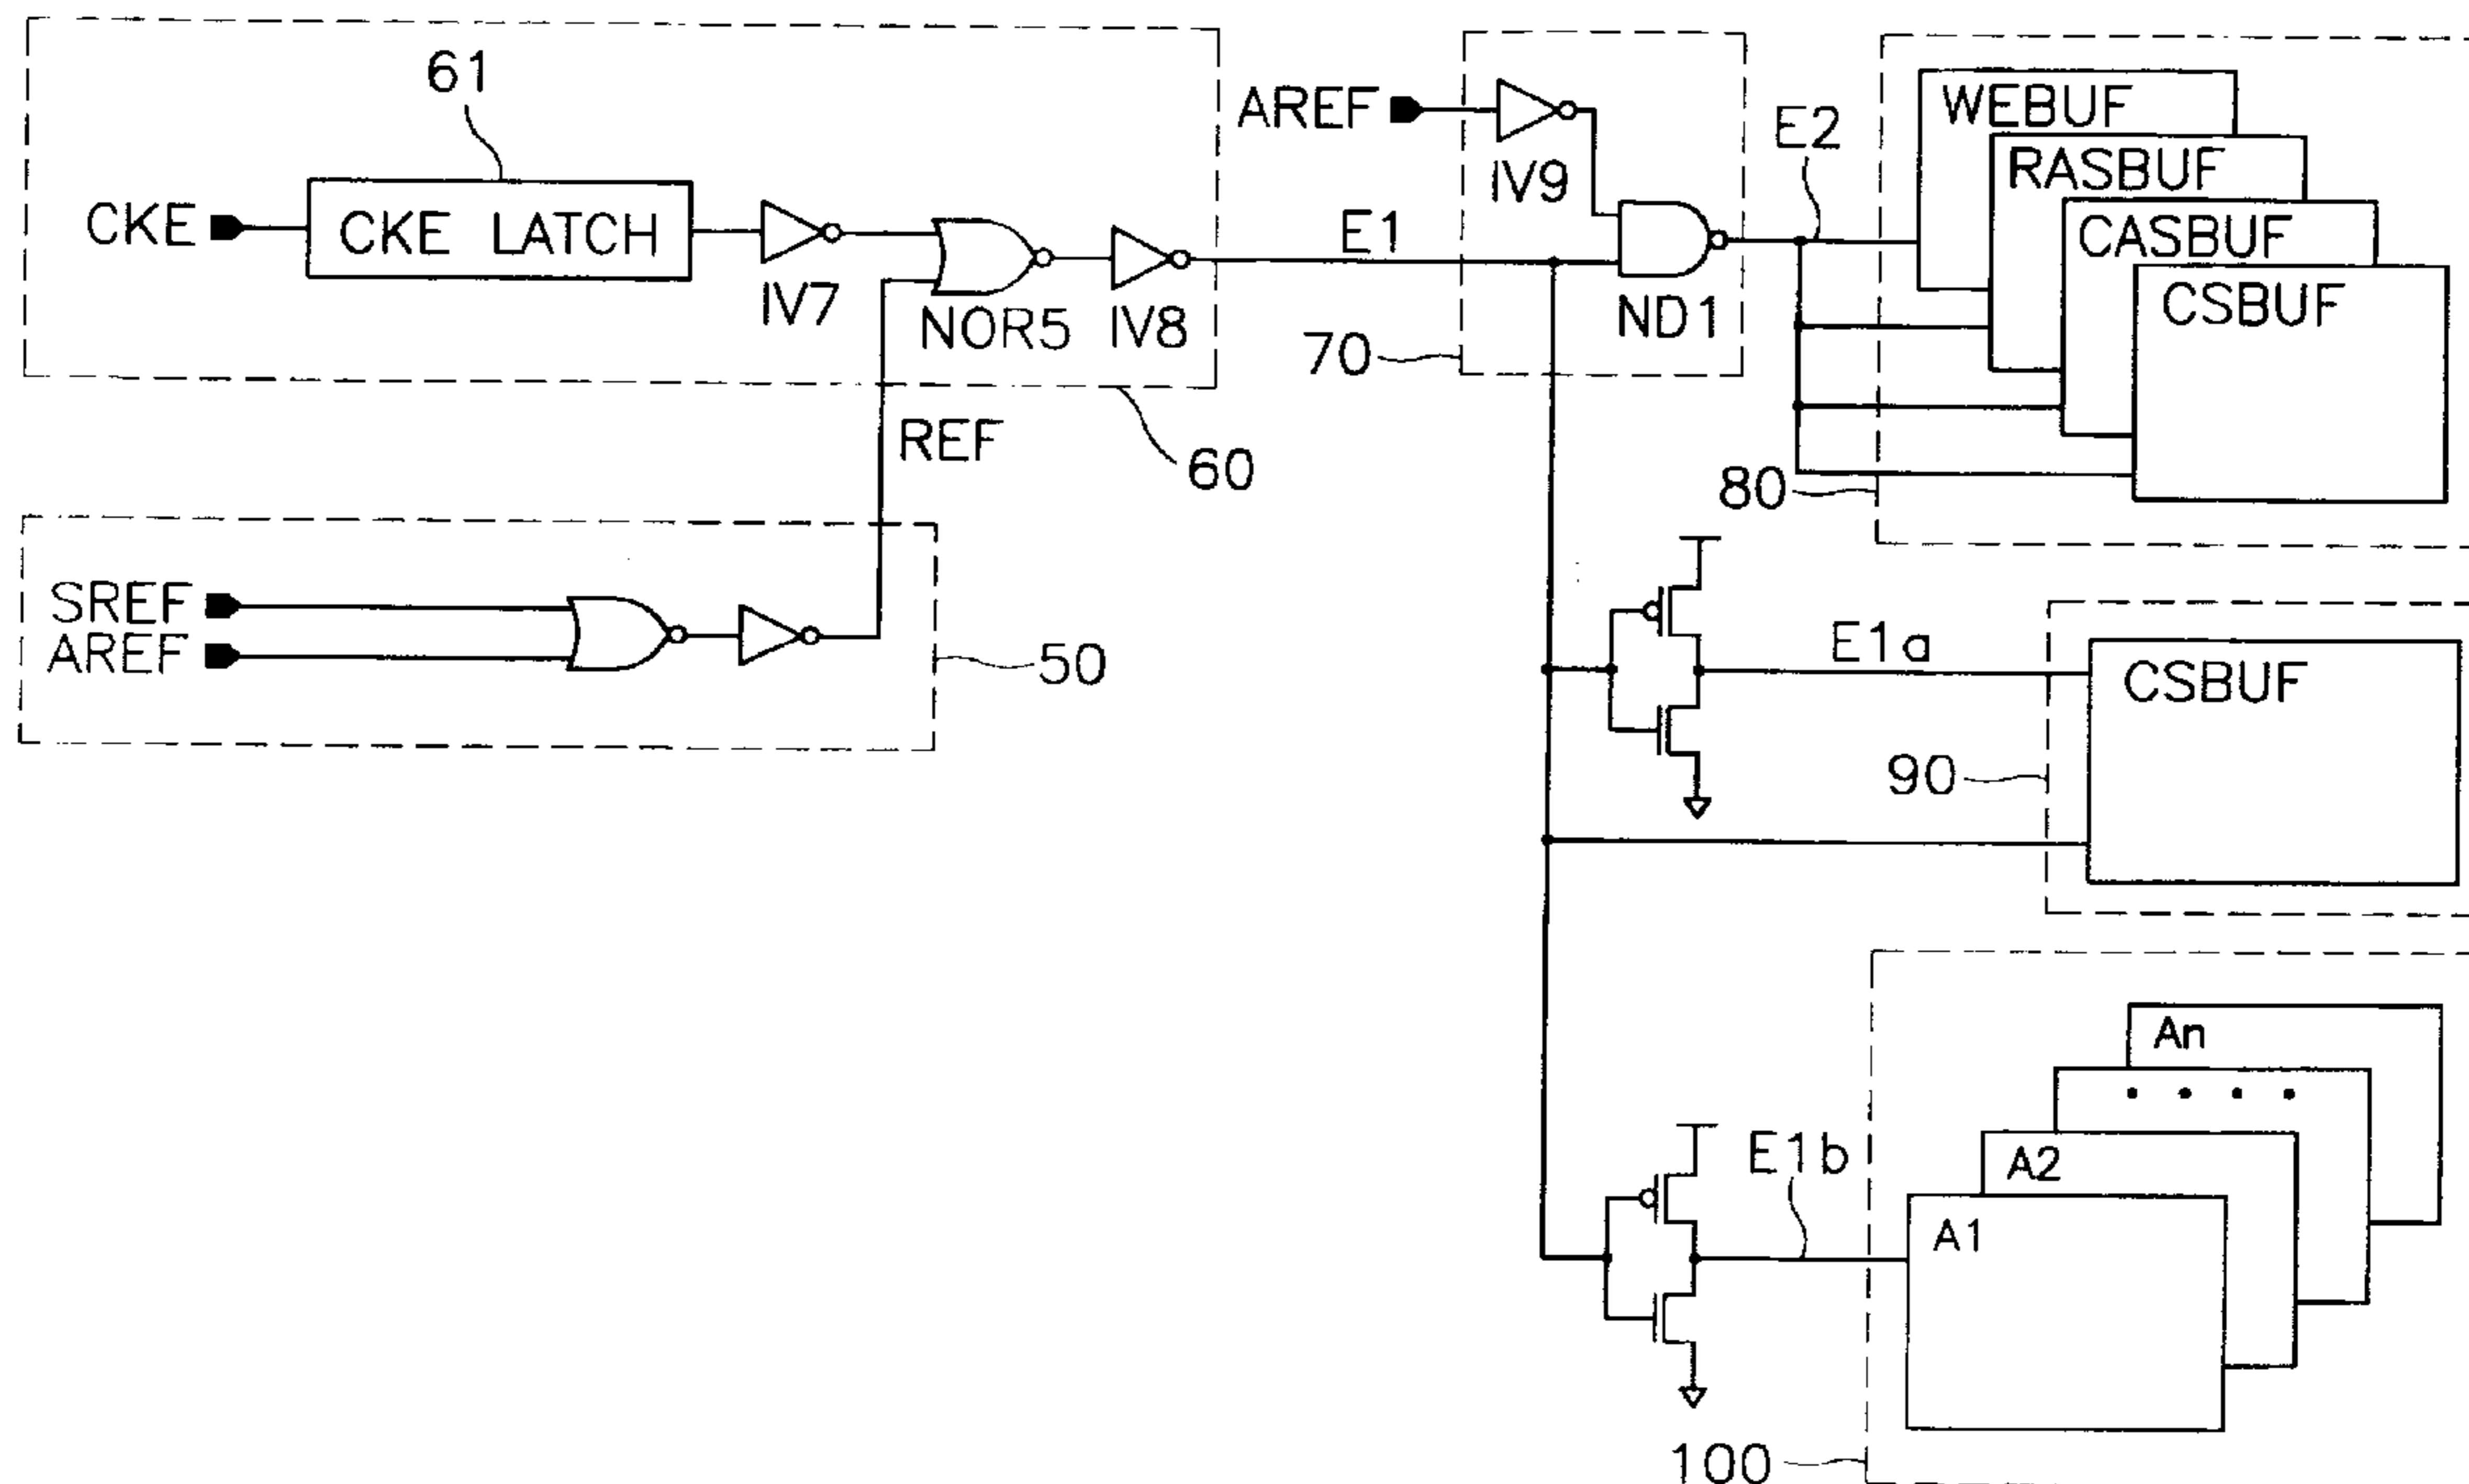 61
CKE
CKE LATCH
IV7
NOR5
IV8
REF
60
SREF
AREF
50
AREF
IV9
E1
ND1
70
E2
WEBUF
RASBUF
CASBUF
CSBUF
80
E1a
CSBUF
90
E1b
An
A2
A1
100